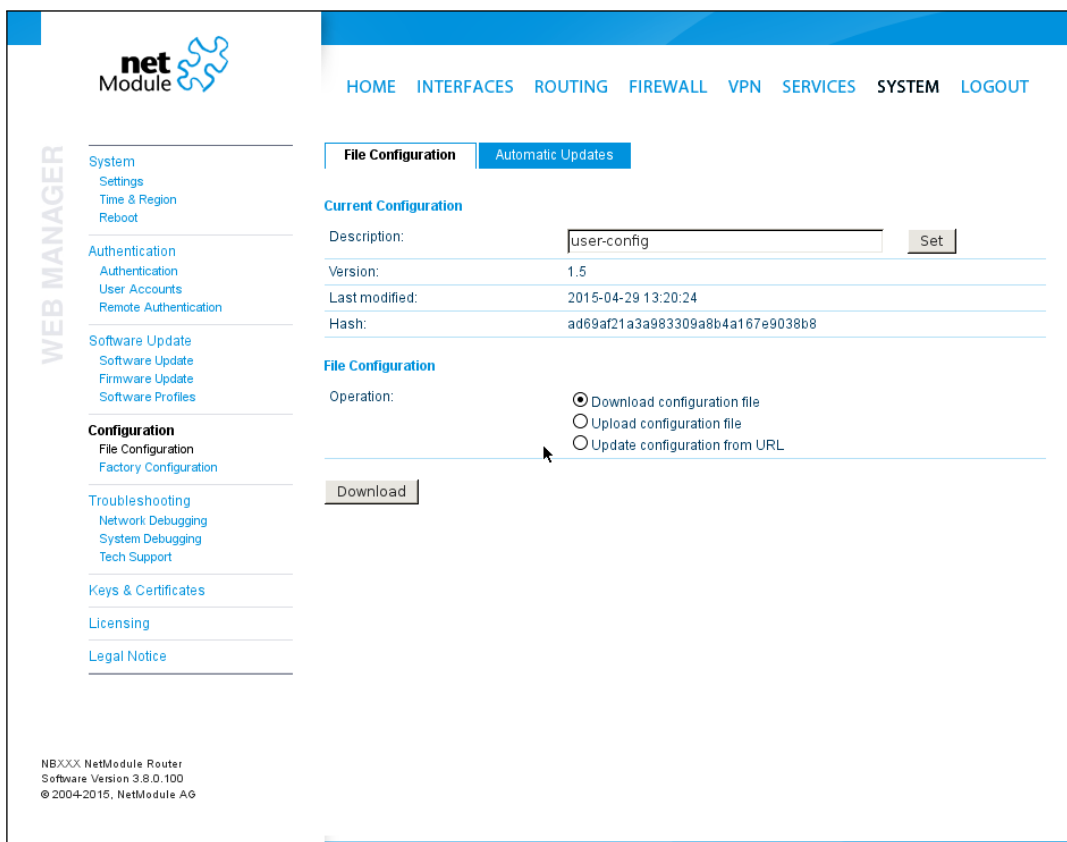 net
Module
HOME INTERFACES ROUTING FIREWALL VPN SERVICES SYSTEM LOGOUT
WEB MANAGER
System
Settings
Time & Region
Reboot
Authentication
Authentication
User Accounts
Remote Authentication
Software Update
Software Update
Firmware Update
Software Profiles
Configuration
File Configuration
Factory Configuration
Troubleshooting
Network Debugging
System Debugging
Tech Support
Keys & Certificates
Licensing
Legal Notice
File Configuration Automatic Updates
Current Configuration
Description: user-config Set
Version: 1.5
Last modified: 2015-04-29 13:20:24
Hash: ad69af21a3a983309a8b4a167e9038b8
File Configuration
Operation: Download configuration file
Upload configuration file
Update configuration from URL
Download
NBXXX NetModule Router
Software Version 3.8.0.100
© 2004-2015, NetModule AG